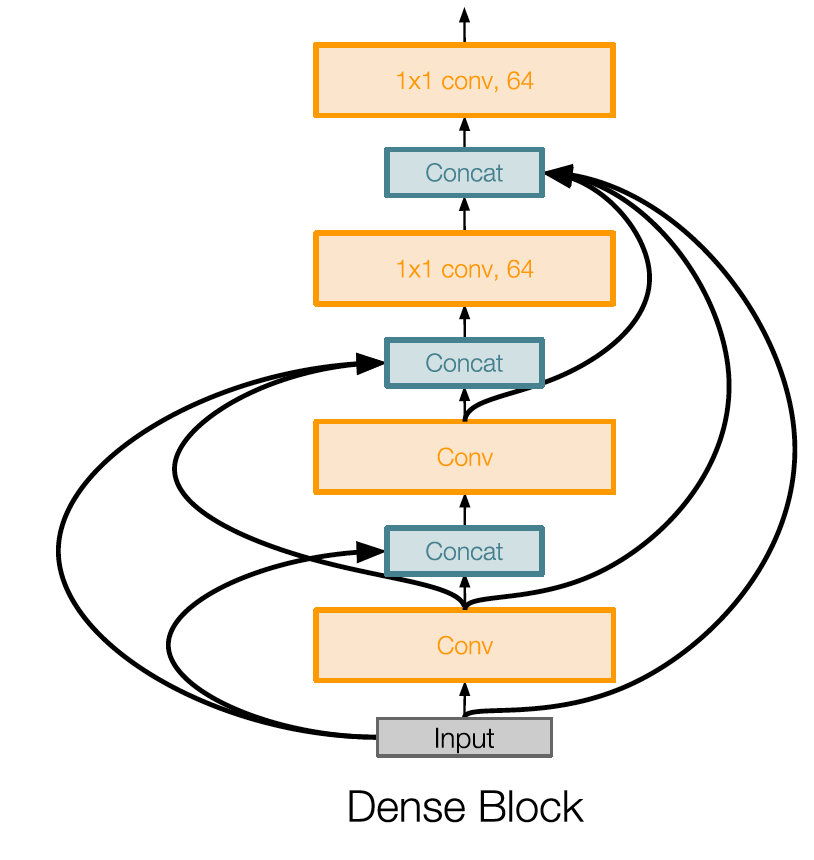 1x1 conv, 64
Concat
1x1 conv, 64
Concat
Conv
Concat
Conv
Input
Dense Block